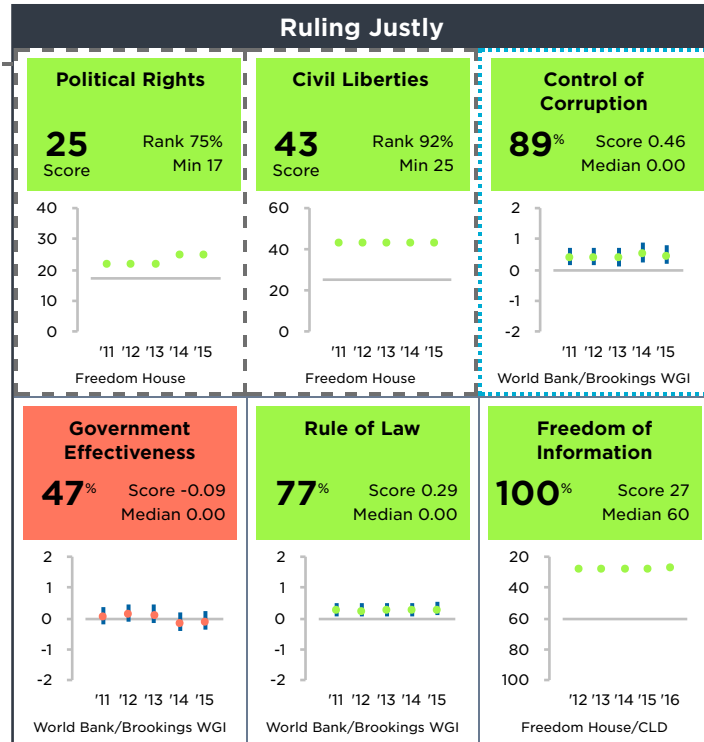 Ruling Justly
Political Rights
25
Score
Rank 75%
Min 17
40
30
20
10
0
'11 '12 '13 '14 '15
Freedom House
Civil Liberties
43
Score
Rank 92%
Min 25
60
40
20
0
'11 '12 '13 '14 '15
Freedom House
Control of
Corruption
89%
Score 0.46
Median 0.00
2
1
0
-1
-2
'11 '12 '13 '14 '15
World Bank/Brookings WGI
Government
Effectiveness
47%
Score -0.09
Median 0.00
2
1
0
-1
-2
'11 '12 '13 '14 '15
World Bank/Brookings WGI
Rule of Law
77%
Score 0.29
Median 0.00
2
1
0
-1
-2
'11 '12 '13 '14 '15
World Bank/Brookings WGI
Freedom of
Information
100%
Score 27
Median 60
20
40
60
80
100
'12 '13 '14 '15 '16
Freedom House/CLD